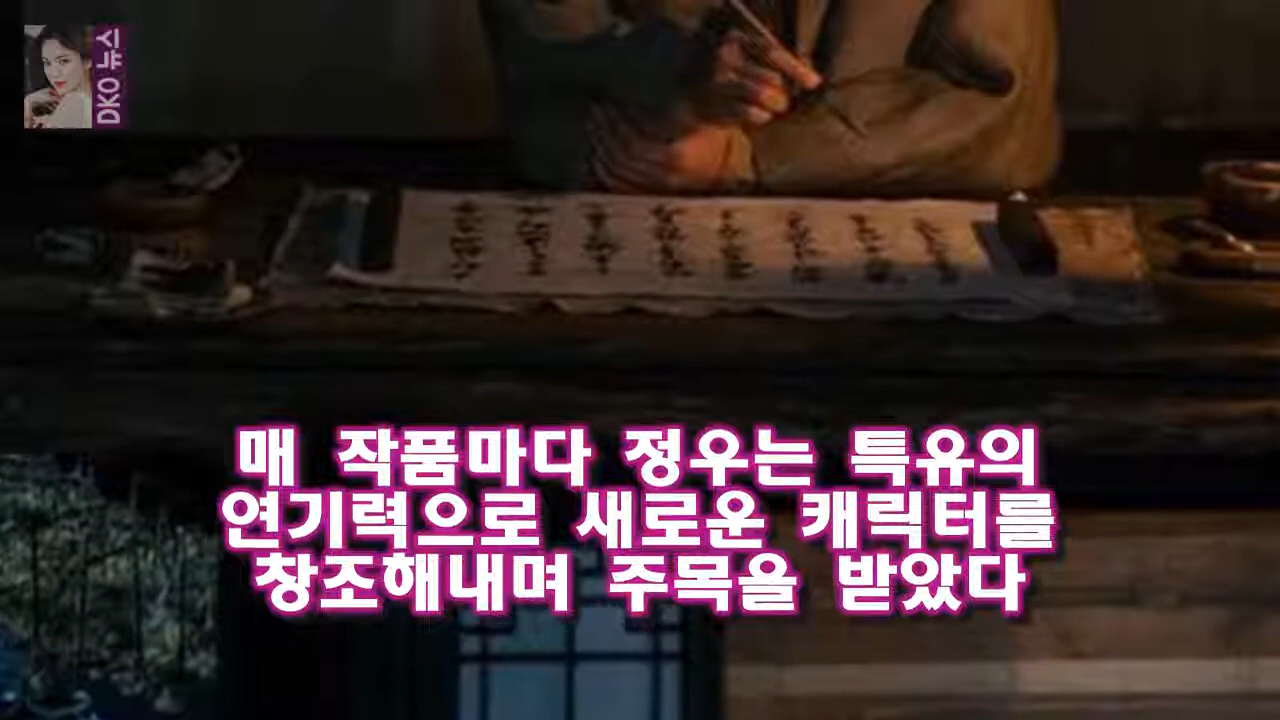 DKO 뉴스
매 작품마다 정우는 특유의
연기력으로 새로운 캐릭터를
창조해내며 주목을 받았다